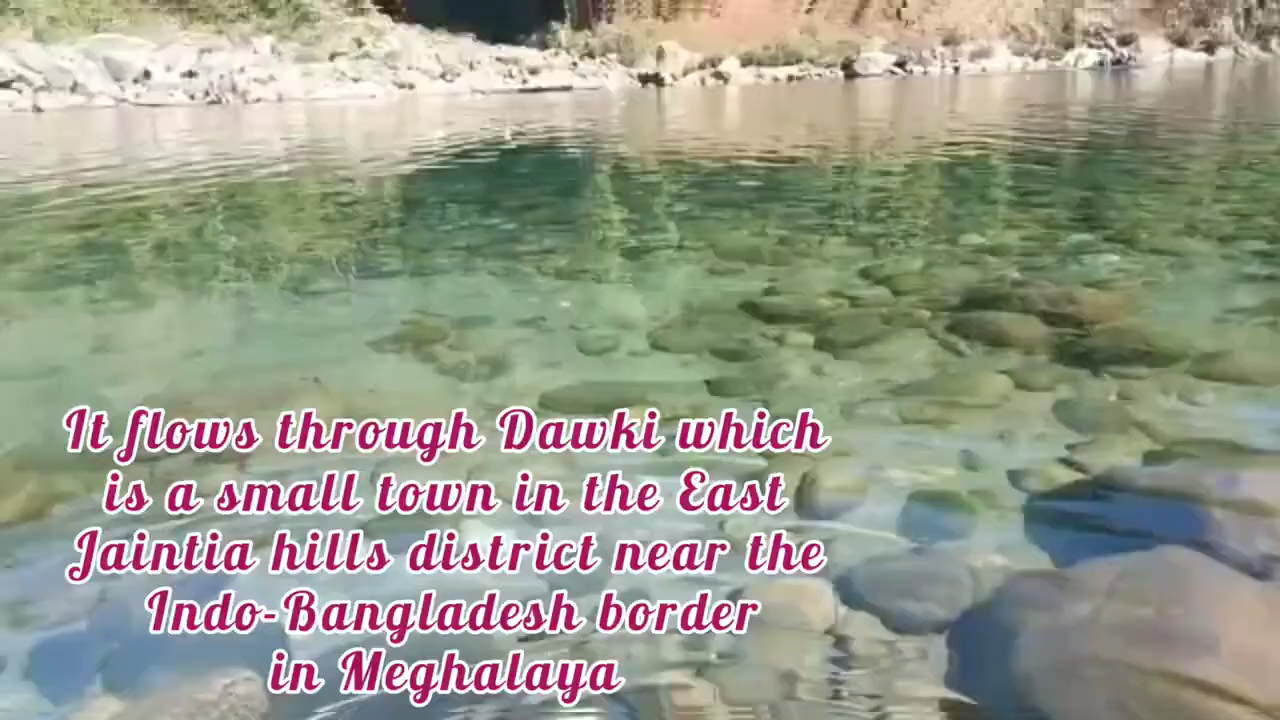 It flows through Dawki which
is a small town in the East
Jaintia hills district near the
Indo-Bangladesh border
in Meghalaya